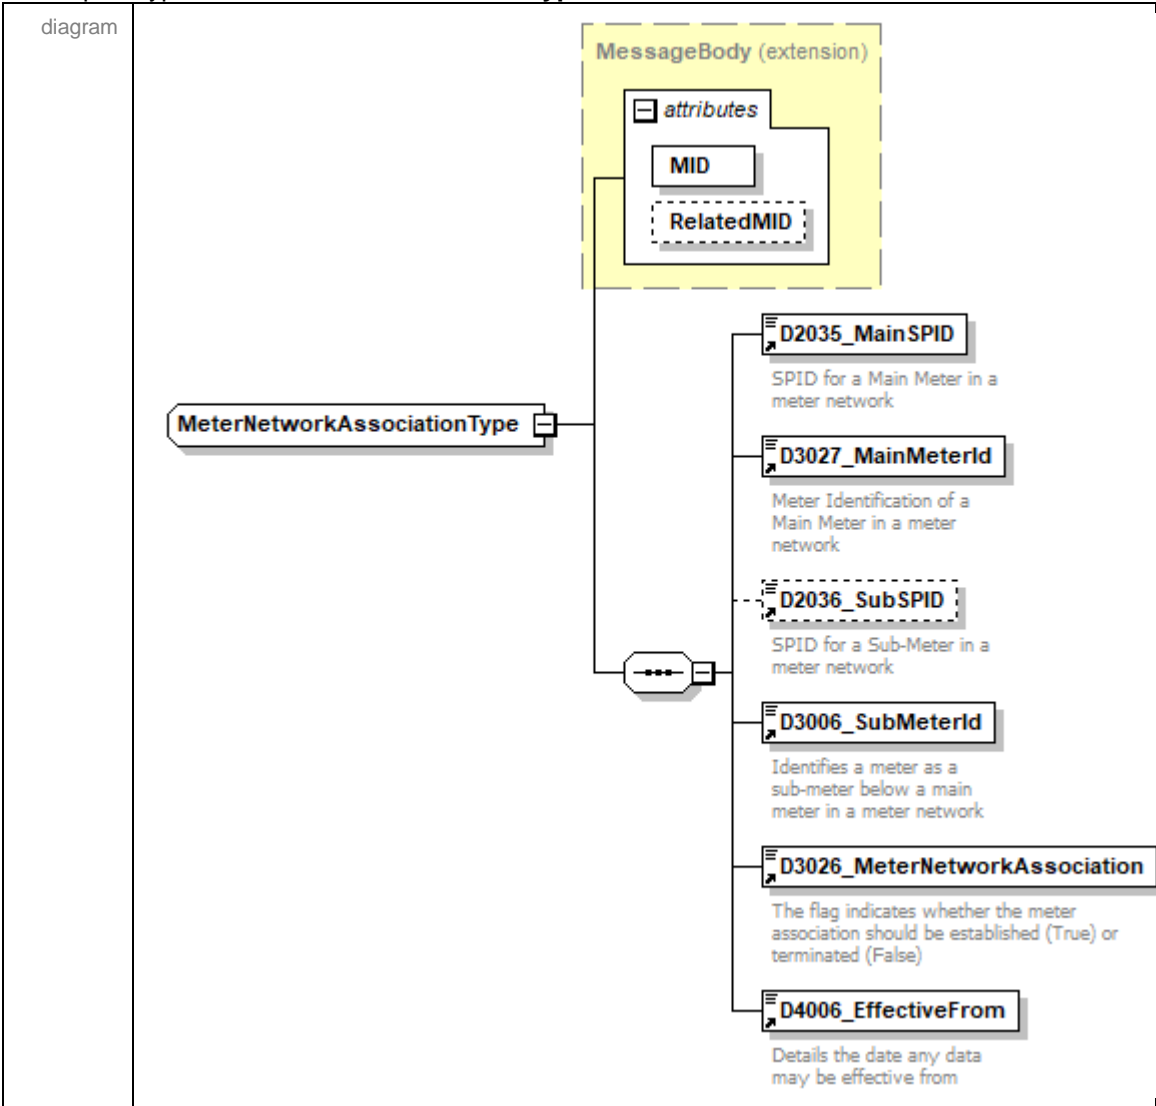 diagram
MessageBody (extension)
attributes
MID
RelatedMID
D2035_MainSPID
SPID for a Main Meter in a
meter network
MeterNetworkAssociationType
D3027_MainMeterId
Meter Identification of a
Main Meter in a meter
network
D2036_SubSPID
SPID for a Sub-Meter in a
meter network
D3006_SubMeterId
Identifies a meter as a
sub-meter below a main
meter in a meter network
D3026_MeterNetworkAssociation
The flag indicates whether the meter
association should be established (True) or
terminated (False)
D4006_EffectiveFrom
Details the date any data
may be effective from